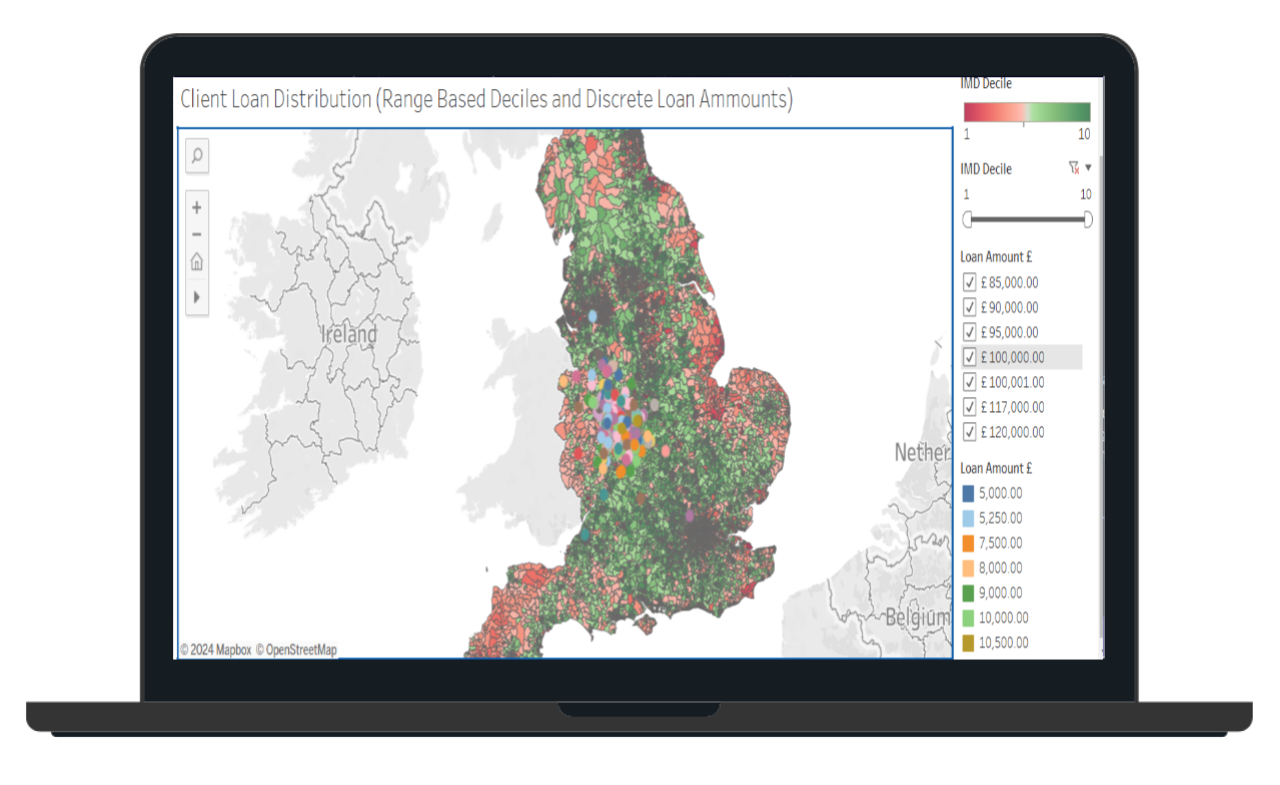 Client Loan Distribution (Range Based Deciles and Discrete Loan Ammounts)
Ireland
Nether
Belgium
© 2024 Mapbox © OpenStreetMap
IMD Decile
1 10
IMD Decile
1 10
Loan Amount £
£ 85,000.00
£ 90,000.00
£ 95,000.00
£ 100,000.00
£ 100,001.00
£ 117,000.00
£ 120,000.00
Loan Amount £
5,000.00
5,250.00
7,500.00
8,000.00
9,000.00
10,000.00
10,500.00